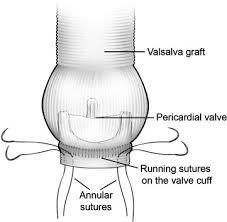 Valsalva graft
Pericardial valve
Running sutures
on the valve cuff
Annular
sutures